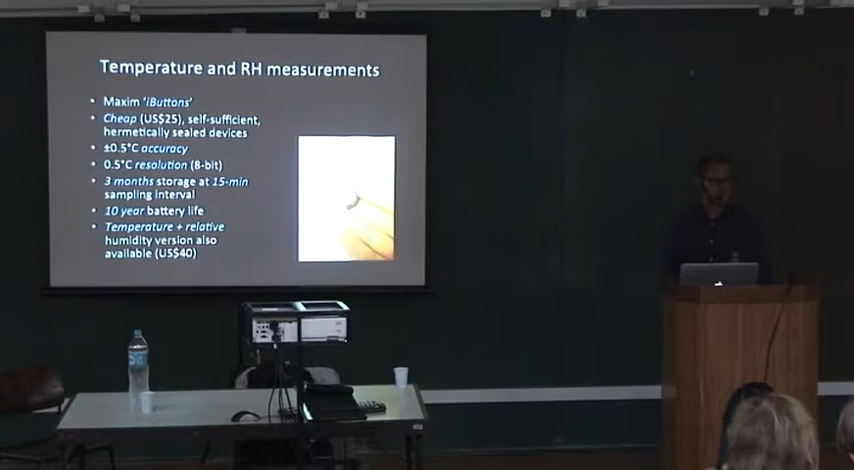 Temperature and RH measurements
• Maxim 'iButtons'
• Cheap (US$25), self-sufficient,
hermetically sealed devices
• ±0.5°C accuracy
• 0.5°C resolution (8-bit)
• 3 months storage at 15-min
sampling interval
• 10 year battery life
• Temperature + relative
humidity version also
available (US$40)